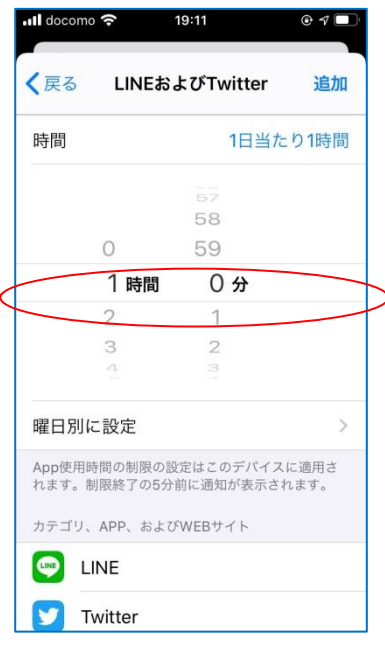 docomo 19:11
戻る LINEおよびTwitter 追加
時間 1日当たり1時間
57
58
0 59
1 時間 0 分
2 1
3 2
4 3
曜日別に設定
App使用時間の制限の設定はこのデバイスに適用さ
れます。制限終了の5分前に通知が表示されます。
カテゴリ、APP、およびWEBサイト
LINE LINE
Twitter